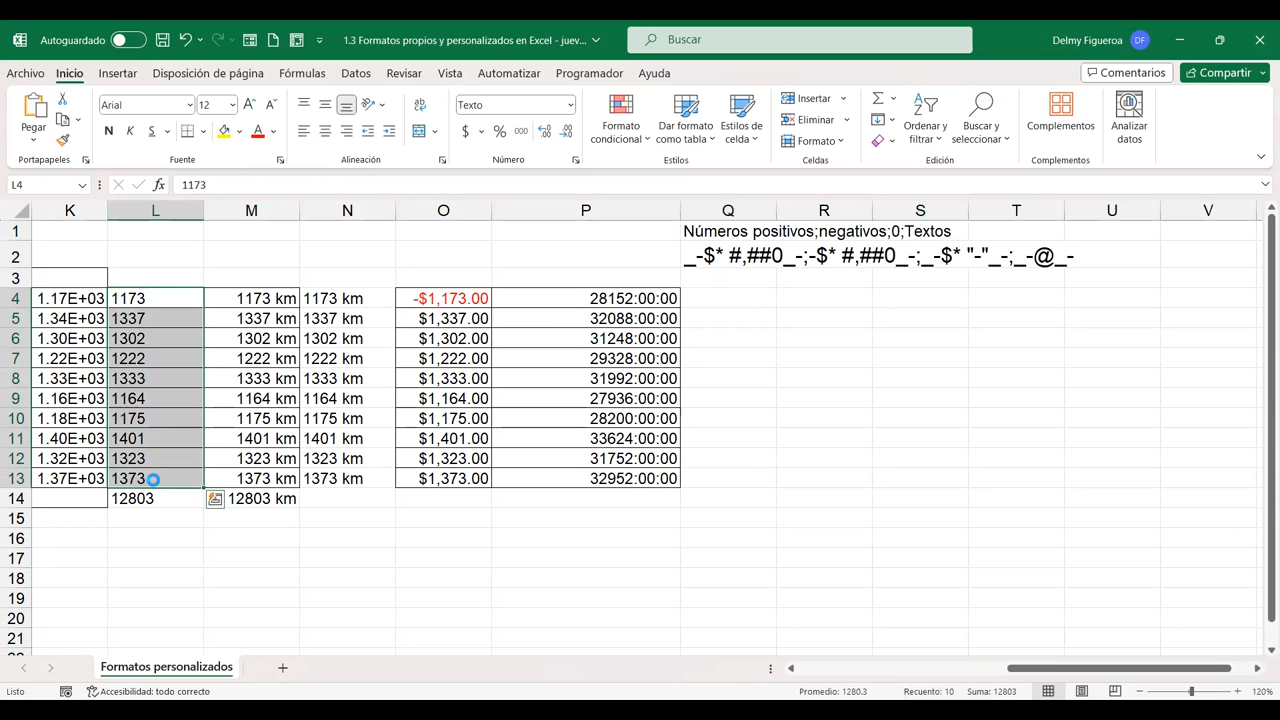 Autoguardado
1.3 Formatos propios y personalizados en Excel - juev...
Buscar
Delmy Figueroa DF
Archivo Inicio Insertar Disposición de página Fórmulas Datos Revisar Vista Automatizar Programador Ayuda Comentarios Compartir
Pegar
Arial 12
N K S
Texto
$ % 000
Formato condicional
Dar formato como tabla
Estilos de celda
Insertar
Eliminar
Formato
Ordenar y filtrar
Buscar y seleccionar
Complementos
Analizar datos
Portapapeles Fuente Alineación Número Estilos Celdas Edición Complementos
L4 fx 1173
K L M N O P Q R S T U V
1 Números positivos;negativos;0;Textos
2 _-$* #,##0_-;-$* #,##0_-;_-$* "-"_-;_-@_-
3
4 1.17E+03 1173 1173 km 1173 km -$1,173.00 28152:00:00
5 1.34E+03 1337 1337 km 1337 km $1,337.00 32088:00:00
6 1.30E+03 1302 1302 km 1302 km $1,302.00 31248:00:00
7 1.22E+03 1222 1222 km 1222 km $1,222.00 29328:00:00
8 1.33E+03 1333 1333 km 1333 km $1,333.00 31992:00:00
9 1.16E+03 1164 1164 km 1164 km $1,164.00 27936:00:00
10 1.18E+03 1175 1175 km 1175 km $1,175.00 28200:00:00
11 1.40E+03 1401 1401 km 1401 km $1,401.00 33624:00:00
12 1.32E+03 1323 1323 km 1323 km $1,323.00 31752:00:00
13 1.37E+03 1373 1373 km 1373 km $1,373.00 32952:00:00
14 12803 12803 km
15
16
17
18
19
20
21
Formatos personalizados
Listo Accesibilidad: todo correcto Promedio: 1280.3 Recuento: 10 Suma: 12803 120%